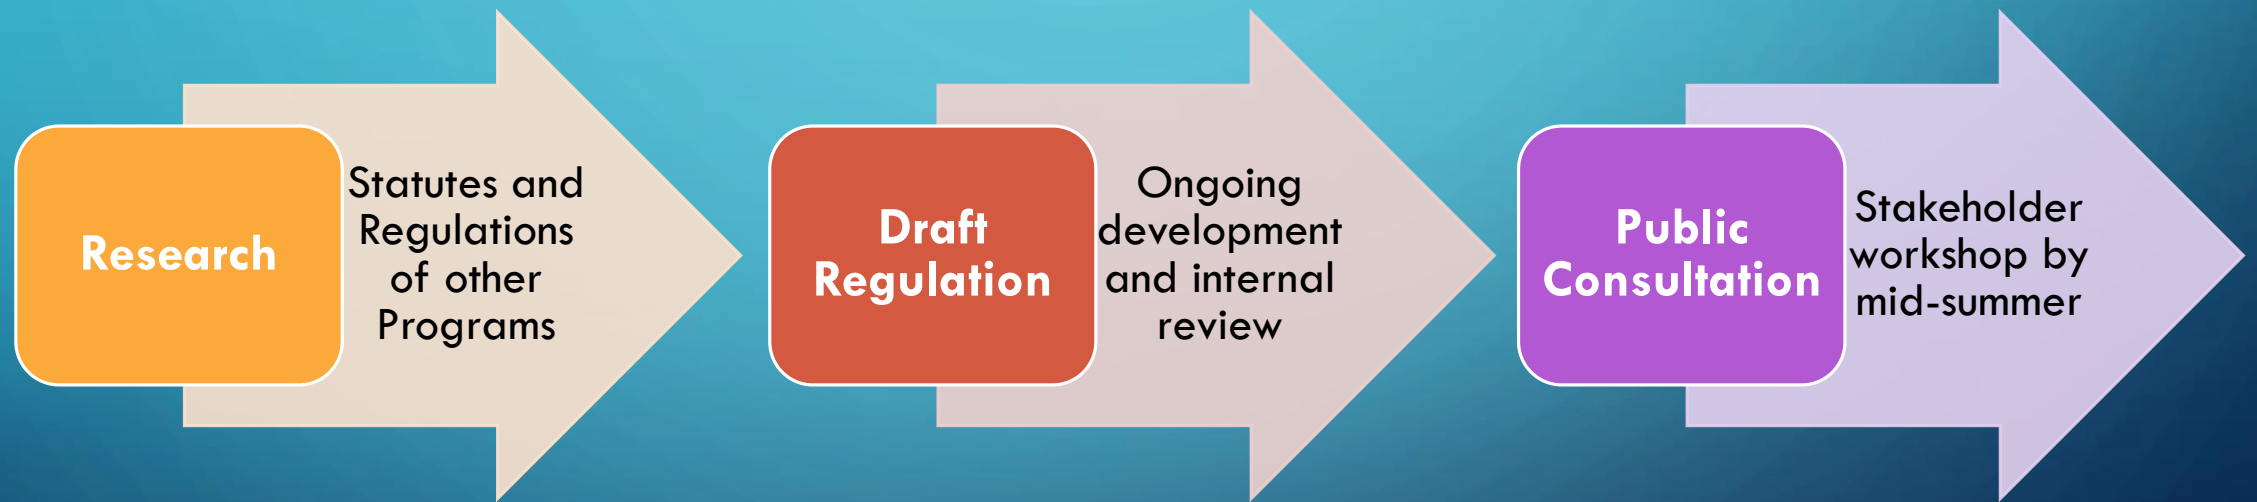 Research
Statutes and
Regulations
of other
Programs
Draft
Regulation
Ongoing
development
and internal
review
Public
Consultation
Stakeholder
workshop by
mid-summer